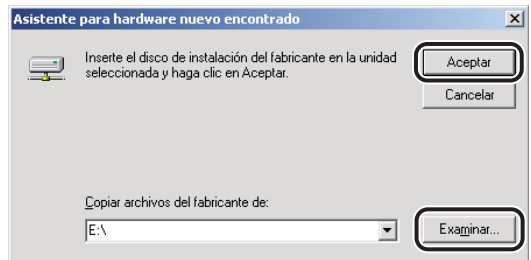 Asistente para hardware nuevo encontrado
Inserte el disco de instalación del fabricante en la unidad
seleccionada y haga clic en Aceptar.
Aceptar
Cancelar
Copiar archivos del fabricante de:
E:\
Examinar...